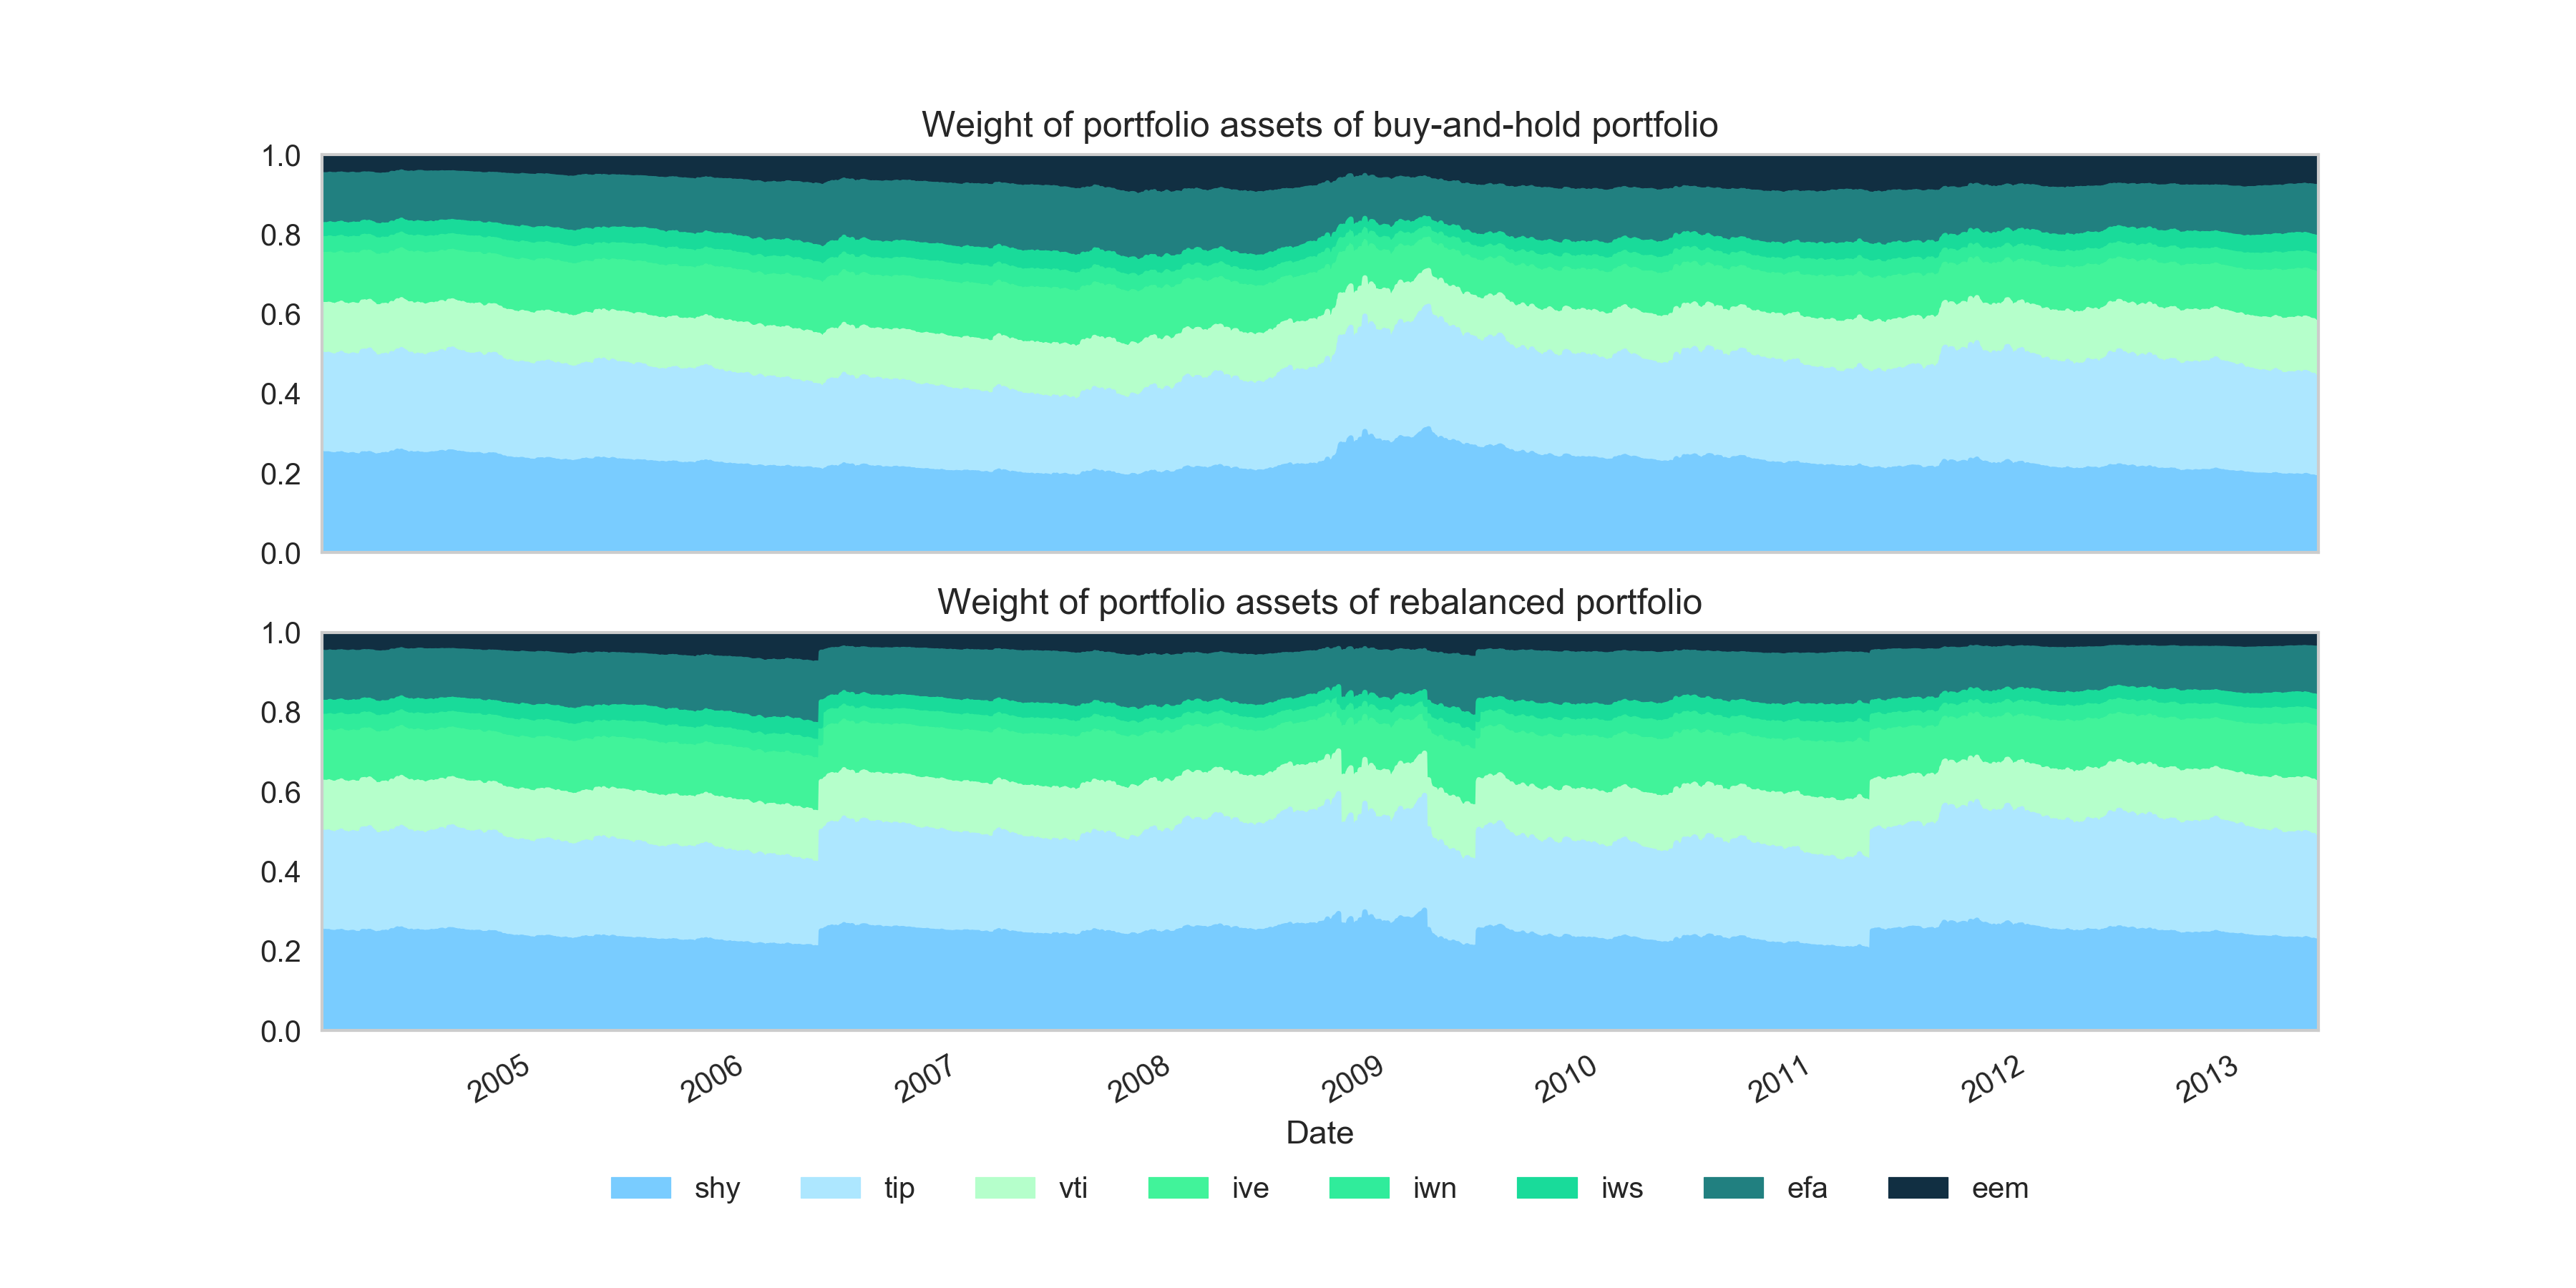 Weight of portfolio assets of buy-and-hold portfolio
1.0
0.8
0.6
0.4
0.2
0.0
Weight of portfolio assets of rebalanced portfolio
1.0
0.8
0.6
0.4
0.2
0.0
2005 2006 2007 2008 2009 2010 2011 2012 2013
Date
shy tip vti ive iwn iws efa eem